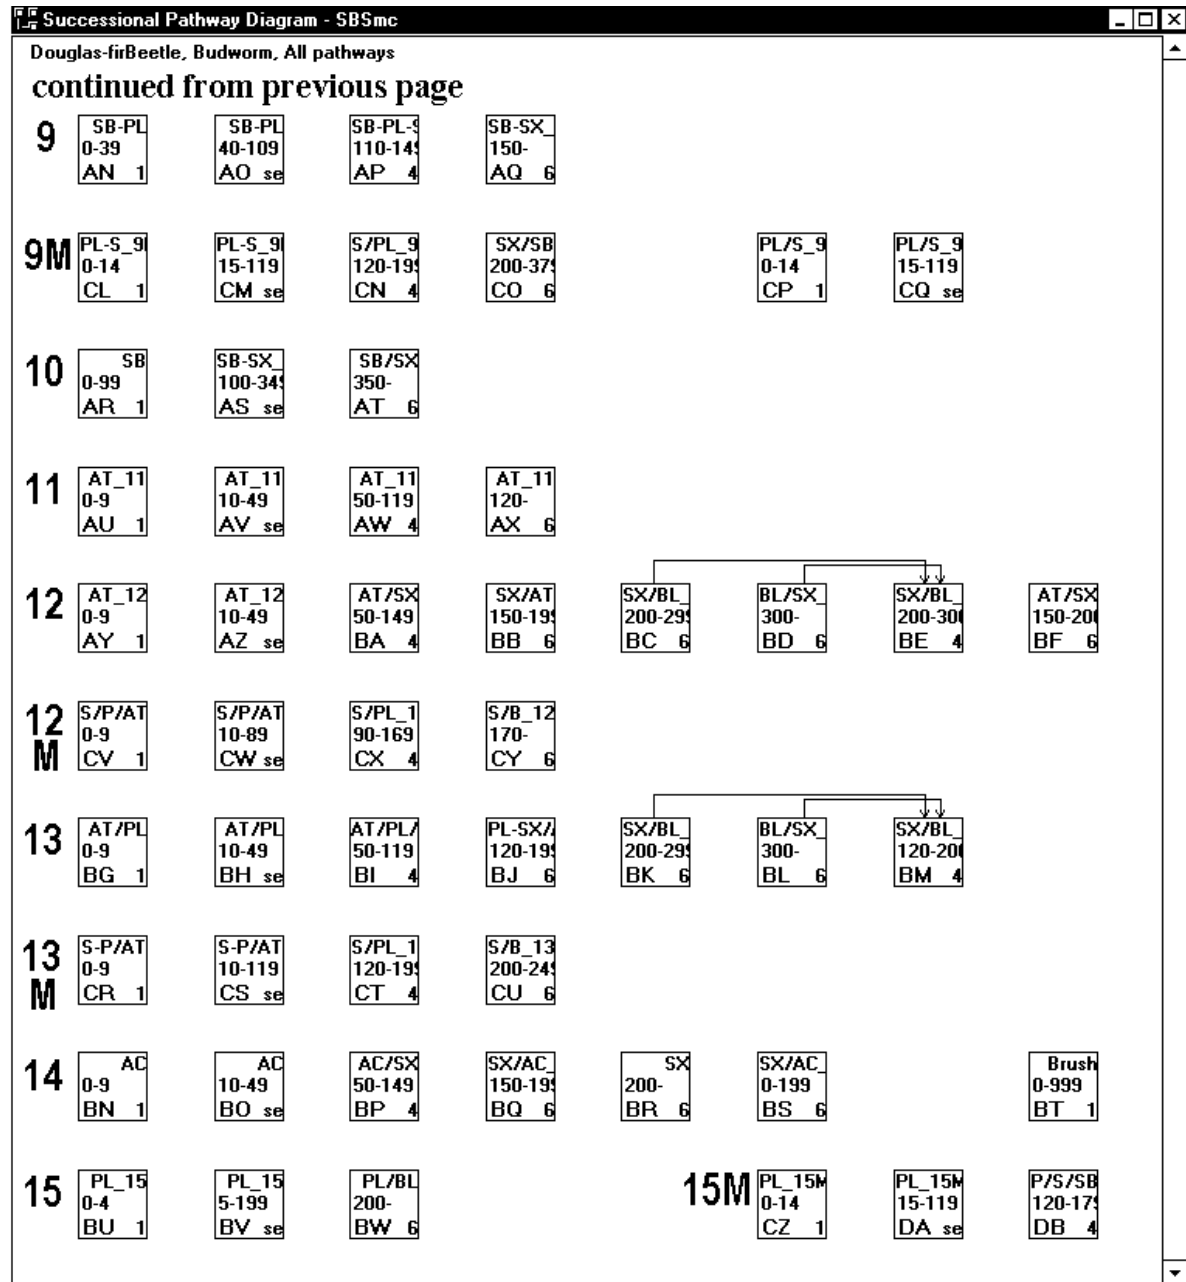 Successional Pathway Diagram - SBSmc
Douglas-firBeetle, Budworm, All pathways
continued from previous page
9
SB-PL
0-39
AN 1
SB-PL
40-109
AO se
SB-PL-S
110-149
AP 4
SB-SX_
150-
AQ 6
9M
PL-S_9
0-14
CL 1
PL-S_9
15-119
CM se
S/PL_9
120-199
CN 4
SX/SB
200-379
CO 6
PL/S_9
0-14
CP 1
PL/S_9
15-119
CQ se
10
SB
0-99
AR 1
SB-SX_
100-349
AS se
SB/SX
350-
AT 6
11
AT_11
0-9
AU 1
AT_11
10-49
AV se
AT_11
50-119
AW 4
AT_11
120-
AX 6
12
AT_12
0-9
AY 1
AT_12
10-49
AZ se
AT/SX
50-149
BA 4
SX/AT
150-199
BB 6
SX/BL_
200-299
BC 6
BL/SX_
300-
BD 6
SX/BL_
200-300
BE 4
AT/SX
150-200
BF 6
12
M
S/P/AT
0-9
CV 1
S/P/AT
10-89
CW se
S/PL_1
90-169
CX 4
S/B_12
170-
CY 6
13
AT/PL
0-9
BG 1
AT/PL
10-49
BH se
AT/PL/
50-119
BI 4
PL-SX/
120-199
BJ 6
SX/BL_
200-299
BK 6
BL/SX_
300-
BL 6
SX/BL_
120-200
BM 4
13
M
S-P/AT
0-9
CR 1
S-P/AT
10-119
CS se
S/PL_1
120-199
CT 4
S/B_13
200-249
CU 6
14
AC
0-9
BN 1
AC
10-49
BO se
AC/SX
50-149
BP 4
SX/AC_
150-199
BQ 6
SX
200-
BR 6
SX/AC_
0-199
BS 6
Brush
0-999
BT 1
15
PL_15
0-4
BU 1
PL_15
5-199
BV se
PL/BL
200-
BW 6
15M
PL_15M
0-14
CZ 1
PL_15M
15-119
DA se
P/S/SB
120-179
DB 4